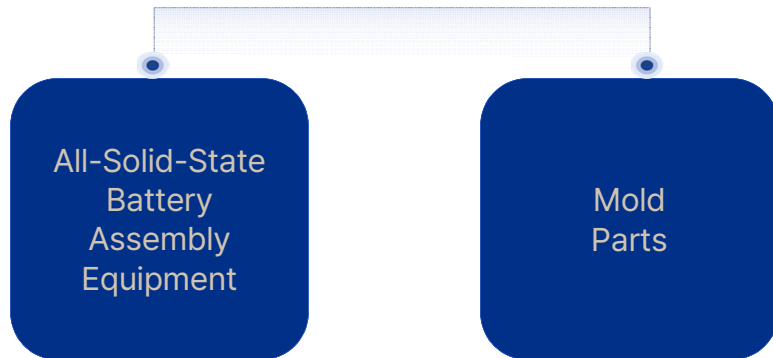 All-Solid-State
Battery
Assembly
Equipment
Mold
Parts